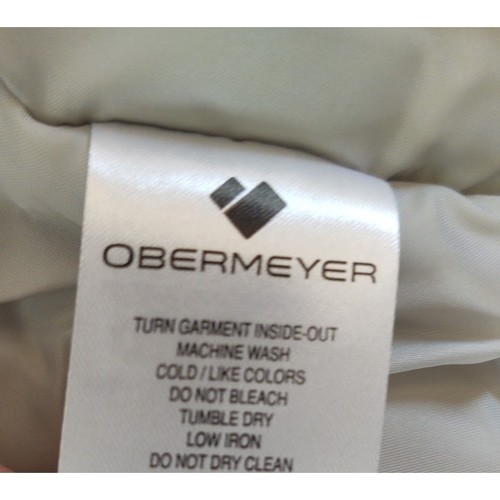 OBERMEYER
TURN GARMENT INSIDE-OUT
MACHINE WASH
COLD / LIKE COLORS
DO NOT BLEACH
TUMBLE DRY
LOW IRON
DO NOT DRY CLEAN